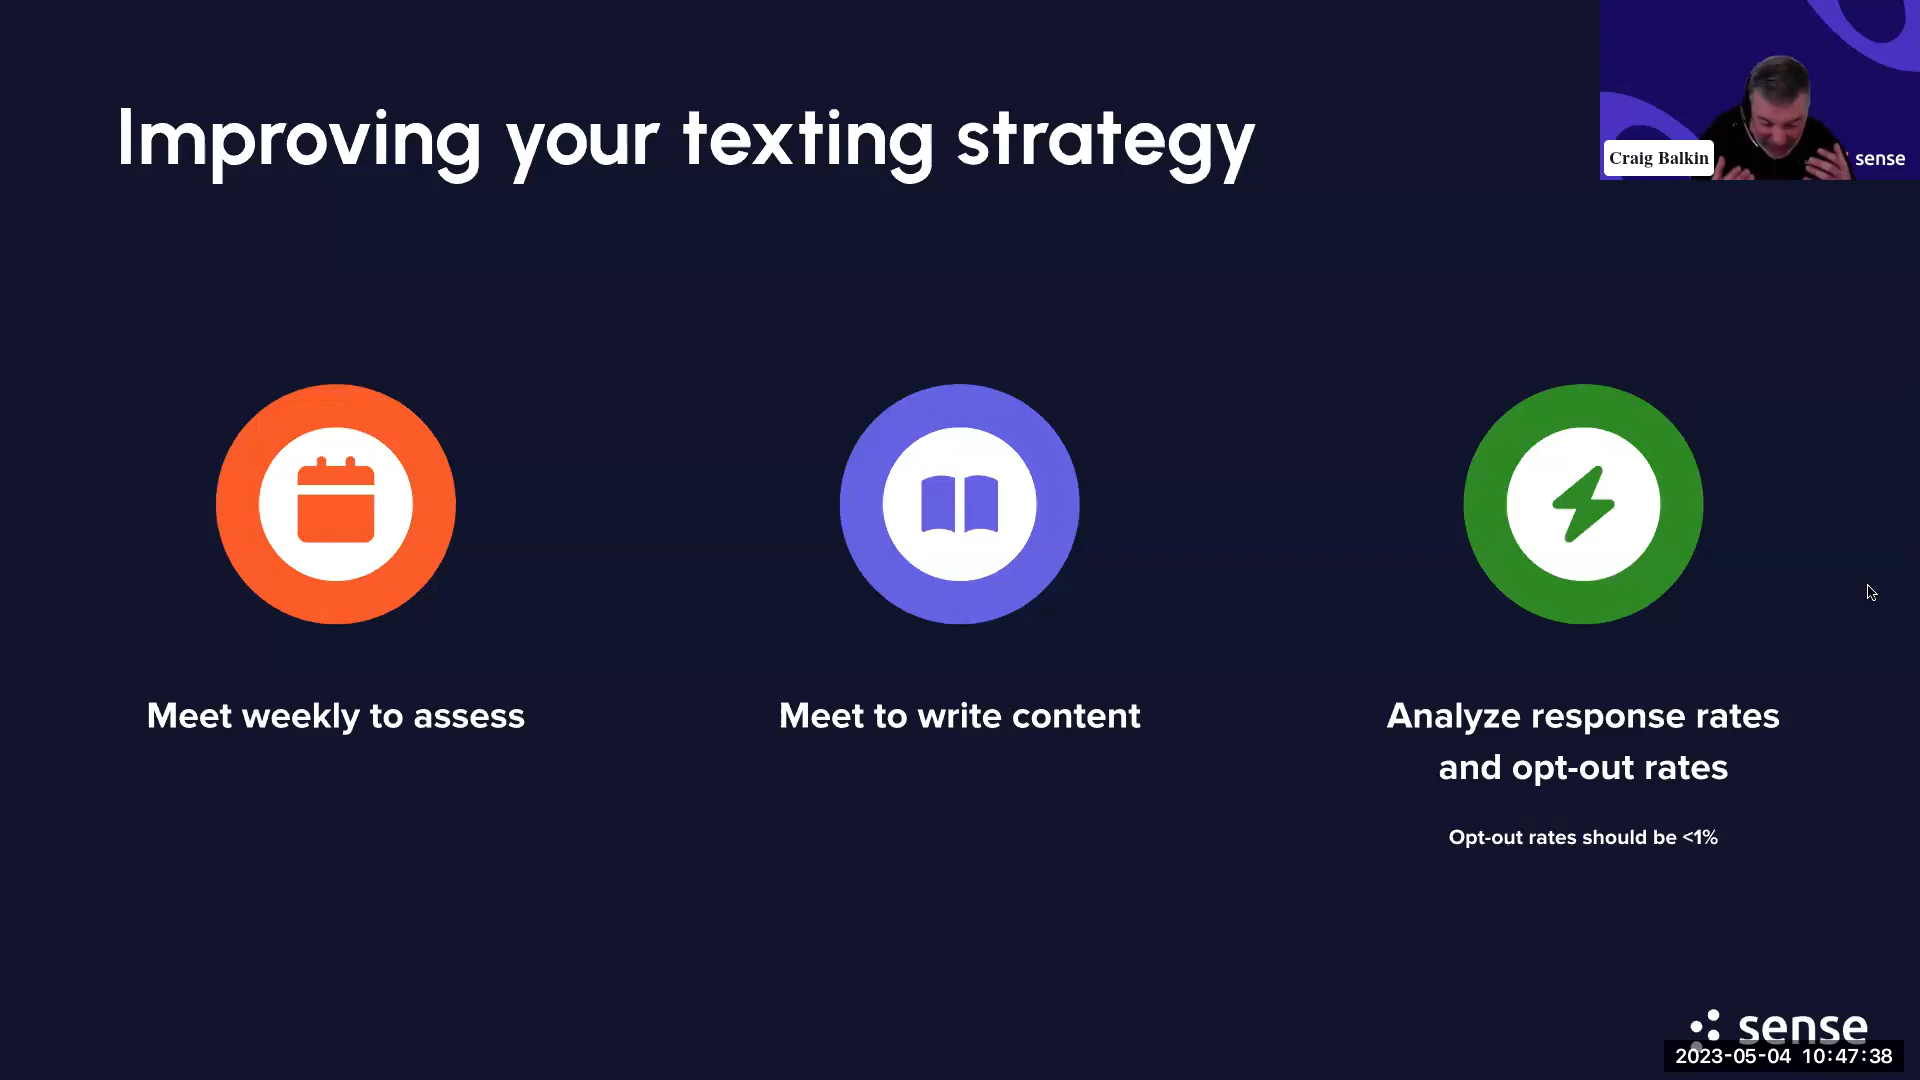 Improving your texting strategy
Craig Balkin
sense
Meet weekly to assess
Meet to write content
Analyze response rates
and opt-out rates
Opt-out rates should be <1%
sense
2023-05-04 10:47:38